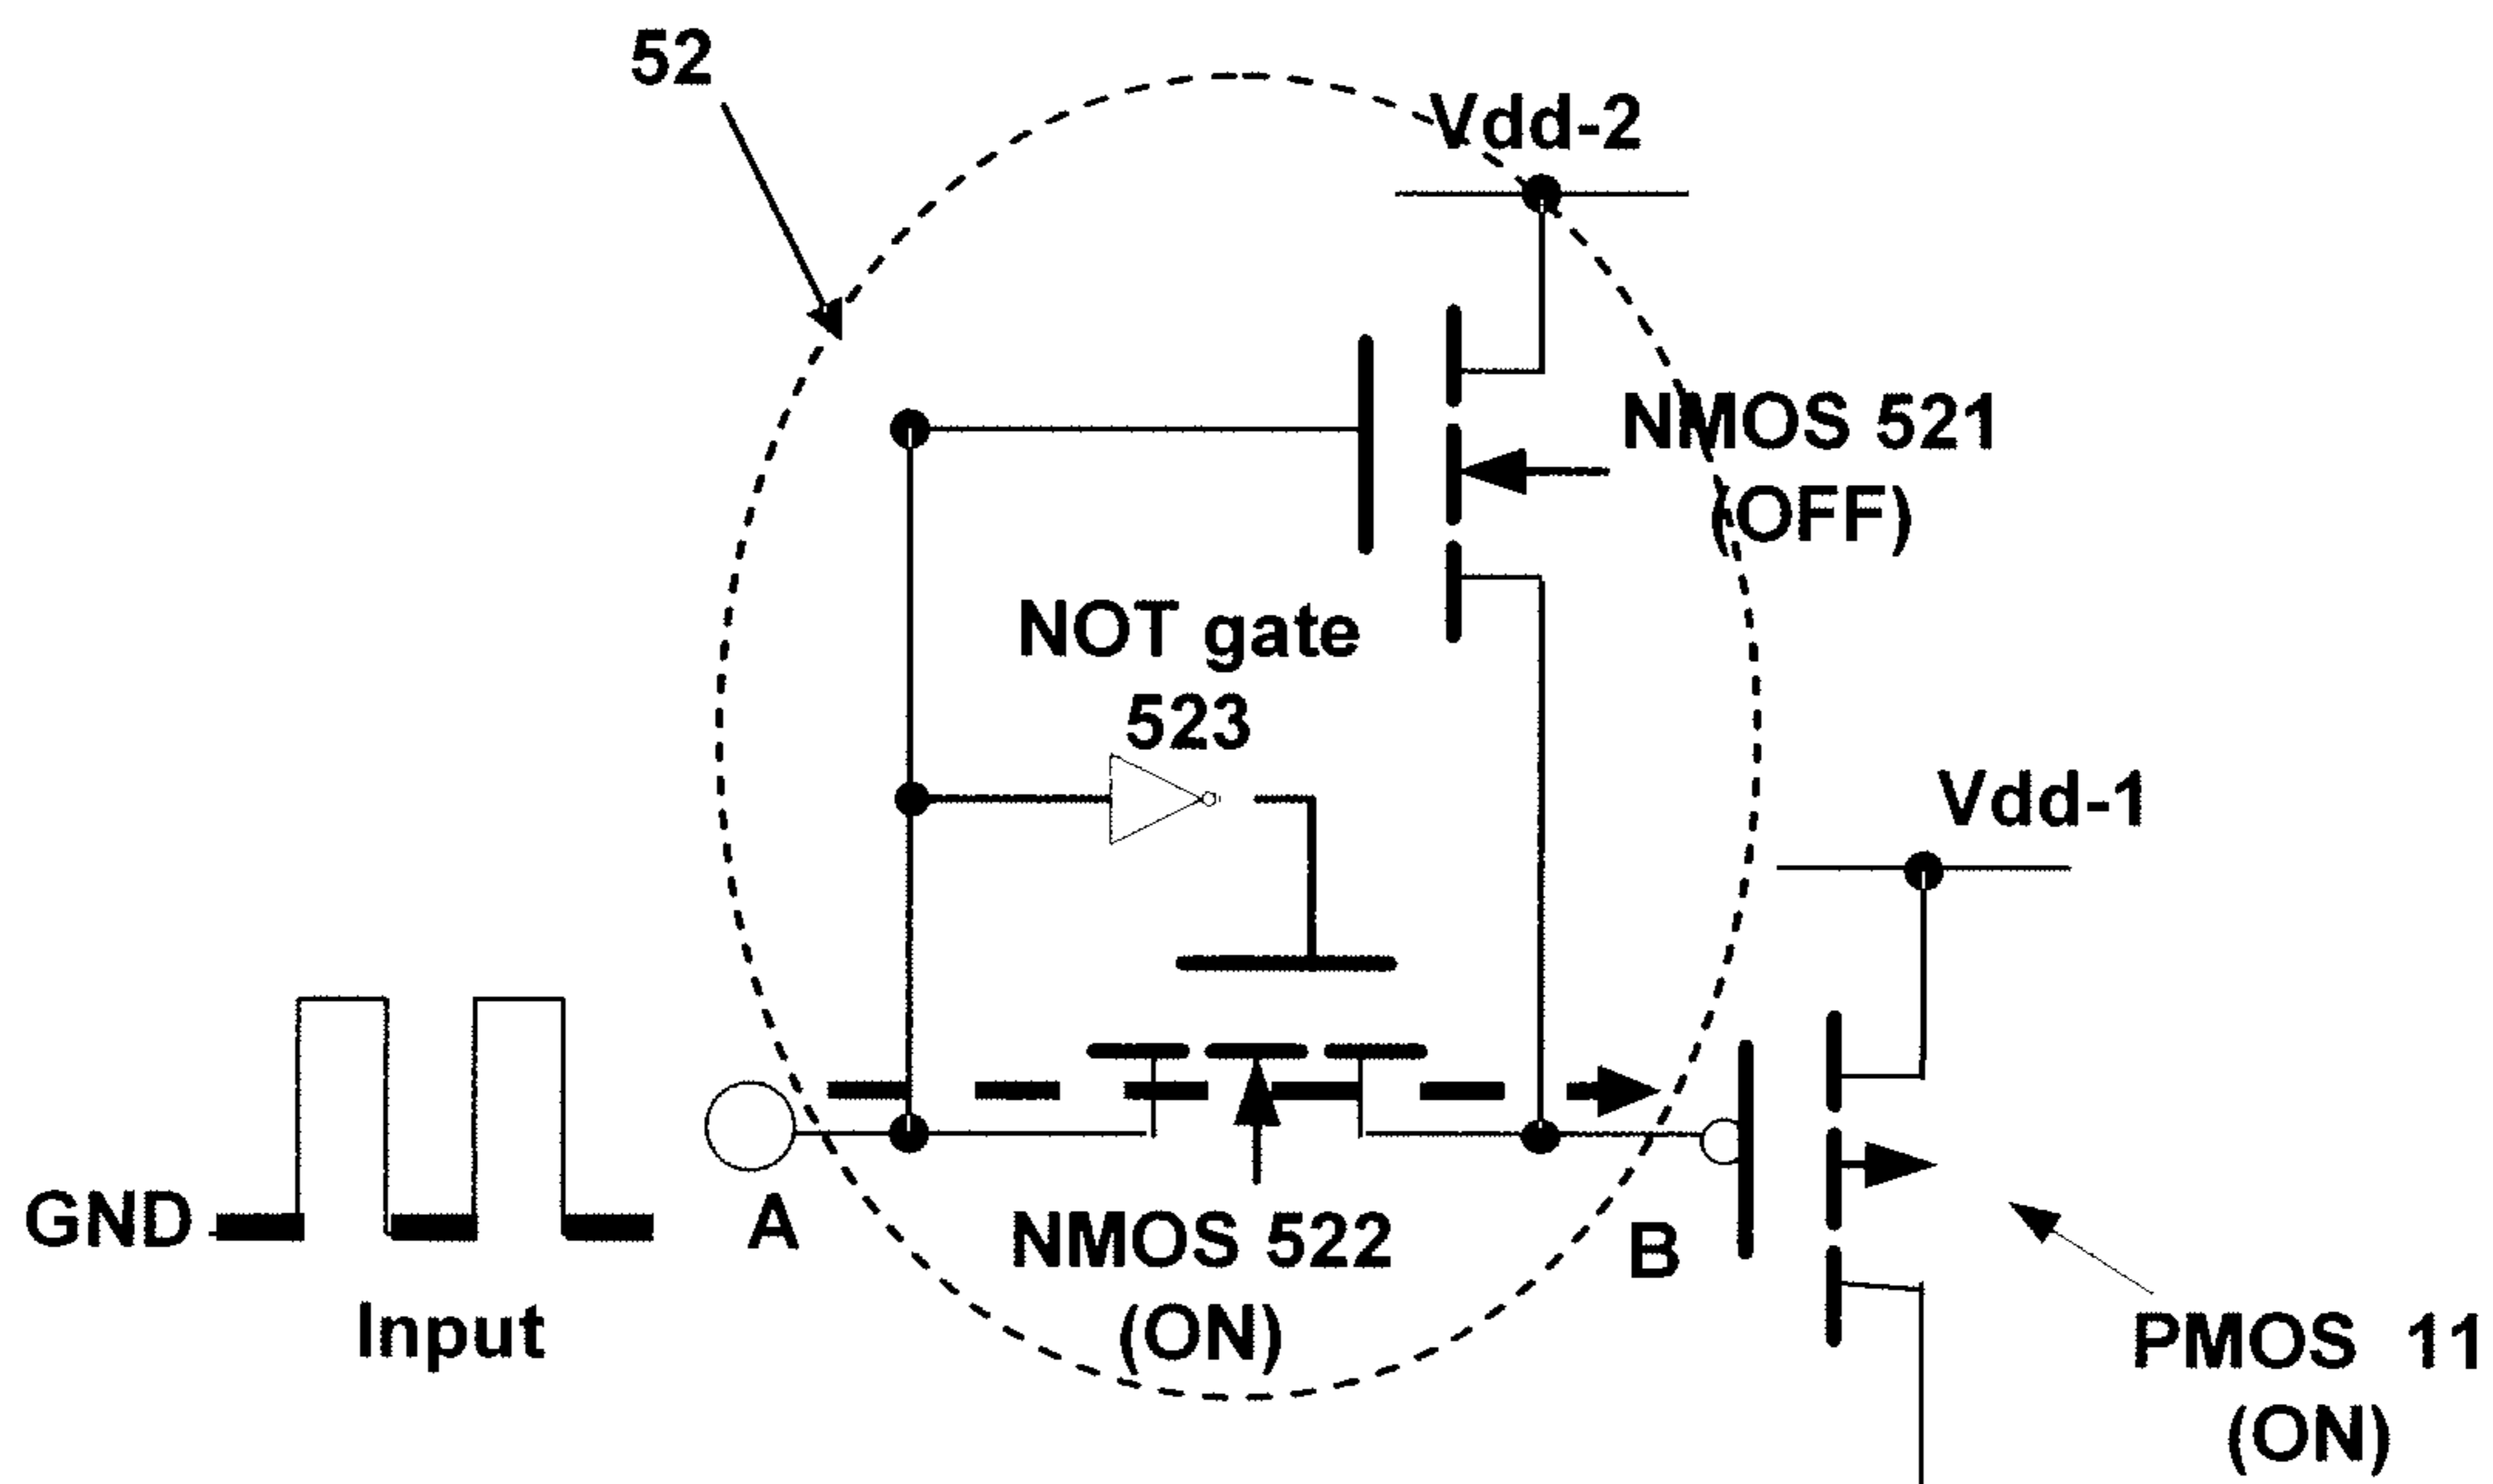 52
Vdd-2
NMOS 521
(OFF)
NOT gate
523
Vdd-1
GND
Input
A
NMOS 522
(ON)
B
PMOS 11
(ON)